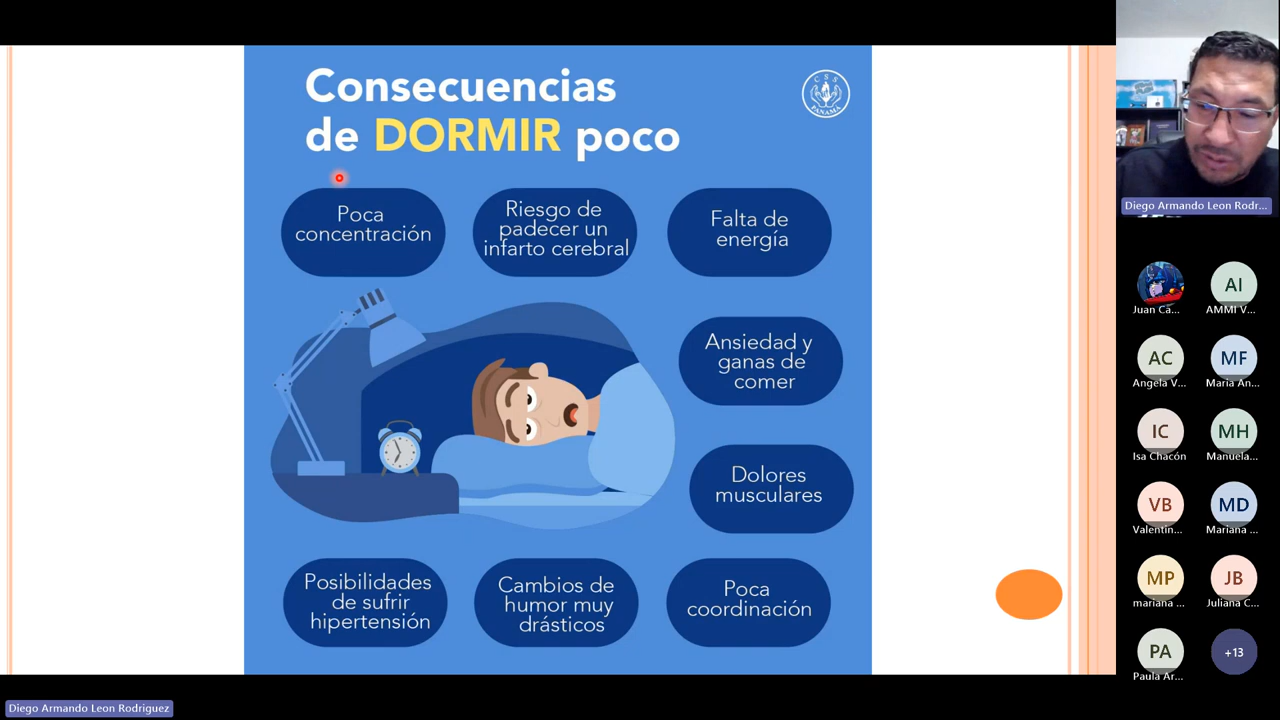 Consecuencias
de DORMIR poco
CSS
PANAMÁ
Poca
concentración
Riesgo de
padecer un
infarto cerebral
Falta de
energía
Ansiedad y
ganas de
comer
Dolores
musculares
Posibilidades
de sufrir
hipertensión
Cambios de
humor muy
drásticos
Poca
coordinación
Diego Armando Leon Rodr...
Juan Ca...
AI
AMMI V...
AC
Angela V...
MF
Maria An...
IC
Isa Chacón
MH
Manuela...
VB
Valentin...
MD
Mariana ...
MP
mariana ...
JB
Juliana C...
PA
Paula Ar...
+13
Diego Armando Leon Rodriguez